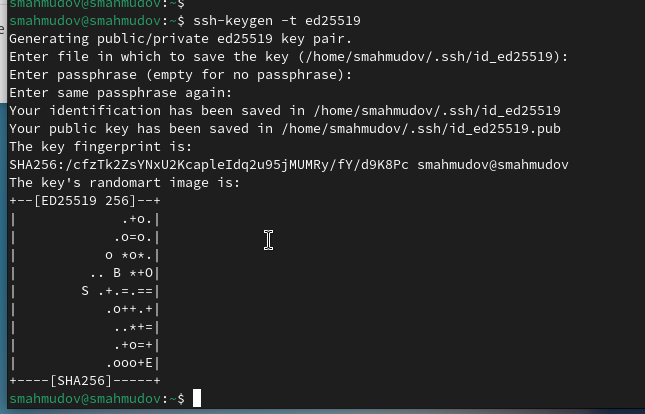 smahmudov@smahmudov:~$
smahmudov@smahmudov:~$ ssh-keygen -t ed25519
Generating public/private ed25519 key pair.
Enter file in which to save the key (/home/smahmudov/.ssh/id_ed25519):
Enter passphrase (empty for no passphrase):
Enter same passphrase again:
Your identification has been saved in /home/smahmudov/.ssh/id_ed25519
Your public key has been saved in /home/smahmudov/.ssh/id_ed25519.pub
The key fingerprint is:
SHA256:/cfzTk2ZsYNxU2KcapleIdq2u95jMUMRy/fY/d9K8Pc smahmudov@smahmudov
The key's randomart image is:
+--[ED25519 256]--+
|             .+o.|
|            .o=o.|
|           o *o*.|
|         .. B *+O|
|        S .+.=.==|
|           .o++.+|
|            ..*+=|
|            .+o=+|
|           .ooo+E|
+----[SHA256]-----+
smahmudov@smahmudov:~$